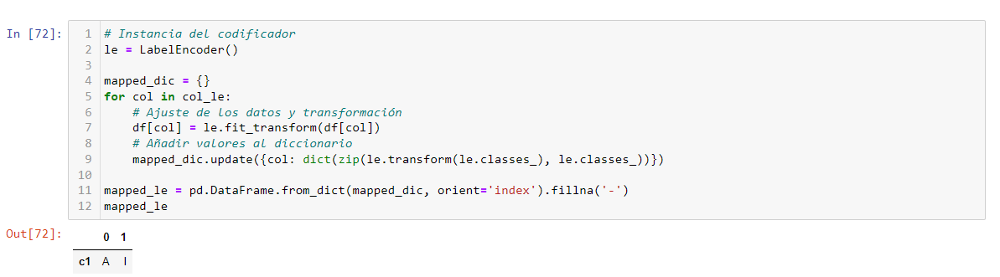 In [72]:
1 # Instancia del codificador
2 le = LabelEncoder()
3
4 mapped_dic = {}
5 for col in col_le:
6     # Ajuste de los datos y transformación
7     df[col] = le.fit_transform(df[col])
8     # Añadir valores al diccionario
9     mapped_dic.update({col: dict(zip(le.transform(le.classes_), le.classes_))})
10
11 mapped_le = pd.DataFrame.from_dict(mapped_dic, orient='index').fillna('-')
12 mapped_le
Out[72]:
0 1
c1 A I